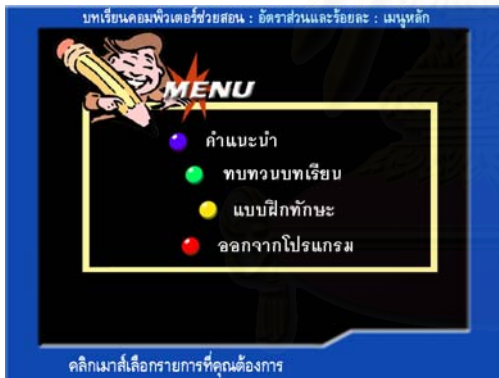 บทเรียนคอมพิวเตอร์ช่วยสอน : อัตราส่วนและร้อยละ : เมนูหลัก
MENU
คำแนะนำ
ทบทวนบทเรียน
แบบฝึกทักษะ
ออกจากโปรแกรม
คลิกเมาส์เลือกรายการที่คุณต้องการ